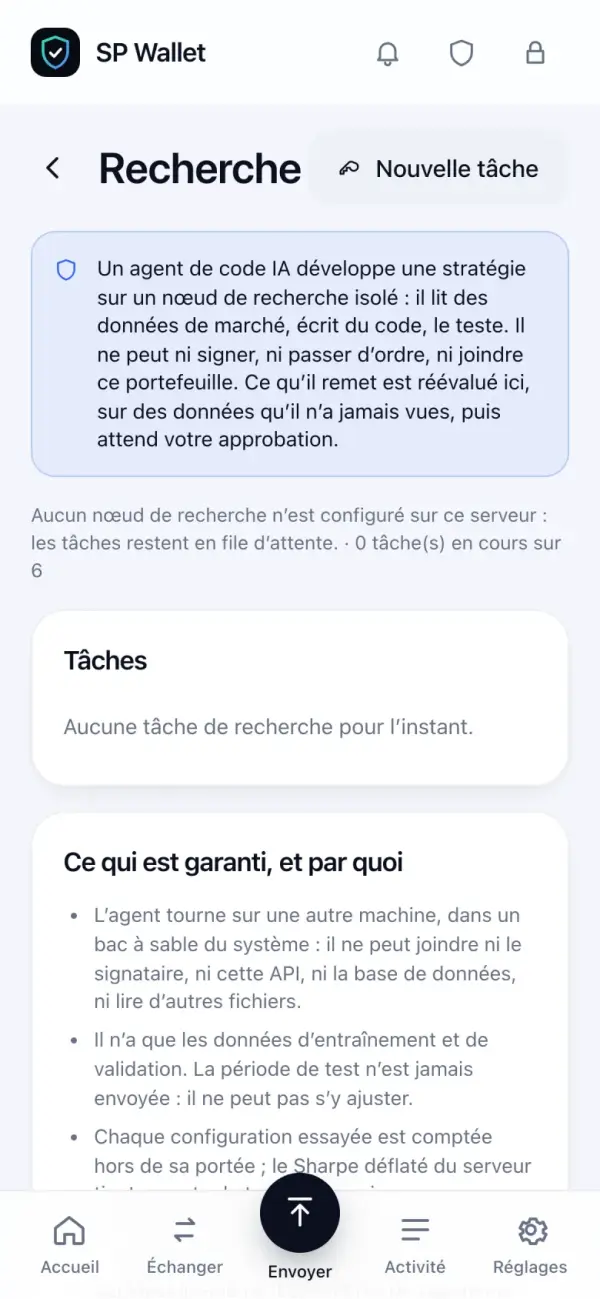 SP Wallet
Recherche
Nouvelle tâche
Un agent de code IA développe une stratégie
sur un nœud de recherche isolé : il lit des
données de marché, écrit du code, le teste. Il
ne peut ni signer, ni passer d’ordre, ni joindre
ce portefeuille. Ce qu’il remet est réévalué ici,
sur des données qu’il n’a jamais vues, puis
attend votre approbation.
Aucun nœud de recherche n’est configuré sur ce serveur :
les tâches restent en file d’attente. · 0 tâche(s) en cours sur
6
Tâches
Aucune tâche de recherche pour l’instant.
Ce qui est garanti, et par quoi
• L’agent tourne sur une autre machine, dans un
bac à sable du système : il ne peut joindre ni le
signataire, ni cette API, ni la base de données,
ni lire d’autres fichiers.
• Il n’a que les données d’entraînement et de
validation. La période de test n’est jamais
envoyée : il ne peut pas s’y ajuster.
• Chaque configuration essayée est comptée
hors de sa portée ; le Sharpe déflaté du serveur
Accueil
Échanger
Envoyer
Activité
Réglages